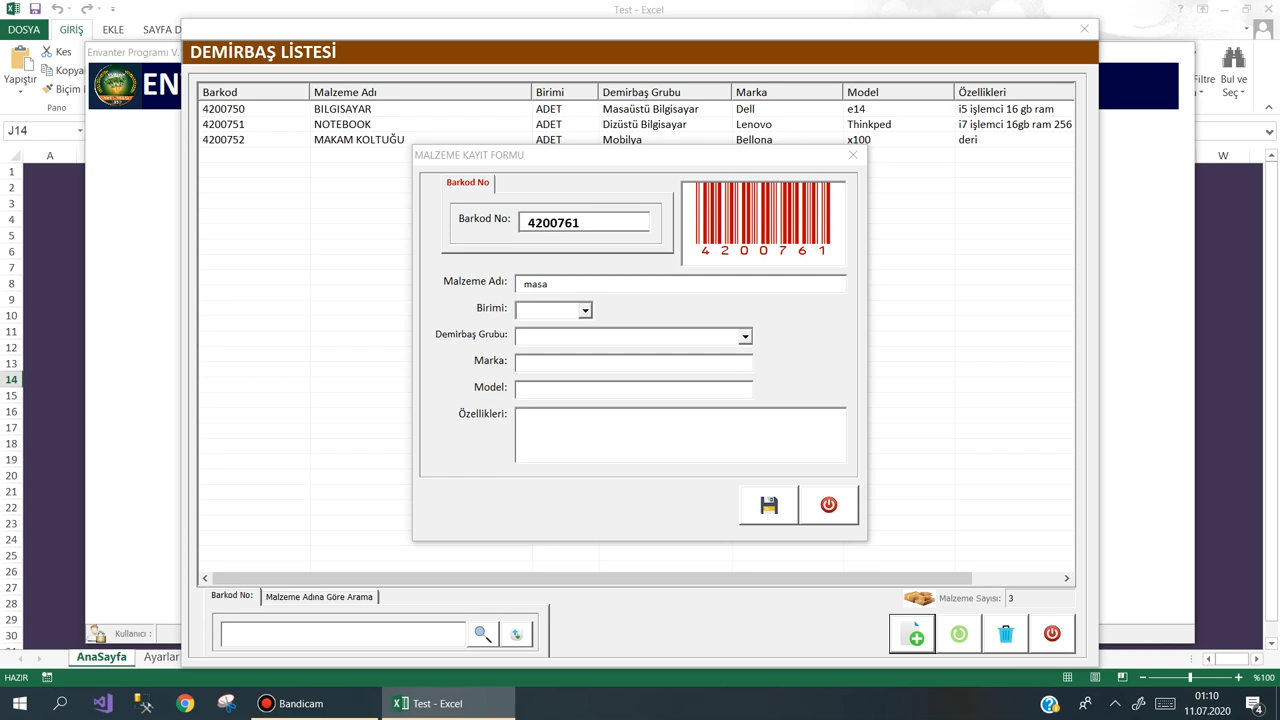 Test - Excel
DOSYA GİRİŞ EKLE SAYFA D
Yapıştır
Kes
Kopya
Biçim
Pano
Envanter Programı V.
EN
DEMİRBAŞ LİSTESİ
Filtre
Bul ve
Seç
J14
A W
Barkod Malzeme Adı Birimi Demirbaş Grubu Marka Model Özellikleri
4200750 BILGISAYAR ADET Masaüstü Bilgisayar Dell e14 i5 işlemci 16 gb ram
4200751 NOTEBOOK ADET Dizüstü Bilgisayar Lenovo Thinkped i7 işlemci 16gb ram 256
4200752 MAKAM KOLTUĞU ADET Mobilya Bellona x100 deri
1
2
3
4
5
6
7
8
9
10
11
12
13
14
15
16
17
18
19
20
21
22
23
24
25
26
27
28
29
30
MALZEME KAYIT FORMU
Barkod No
Barkod No: 4200761
4200761
Malzeme Adı: masa
Birimi:
Demirbaş Grubu:
Marka:
Model:
Özellikleri:
Barkod No: Malzeme Adına Göre Arama
Malzeme Sayısı: 3
Kullanıcı :
AnaSayfa Ayarlar
HAZIR %100
Bandicam Test - Excel
01:10
11.07.2020
4